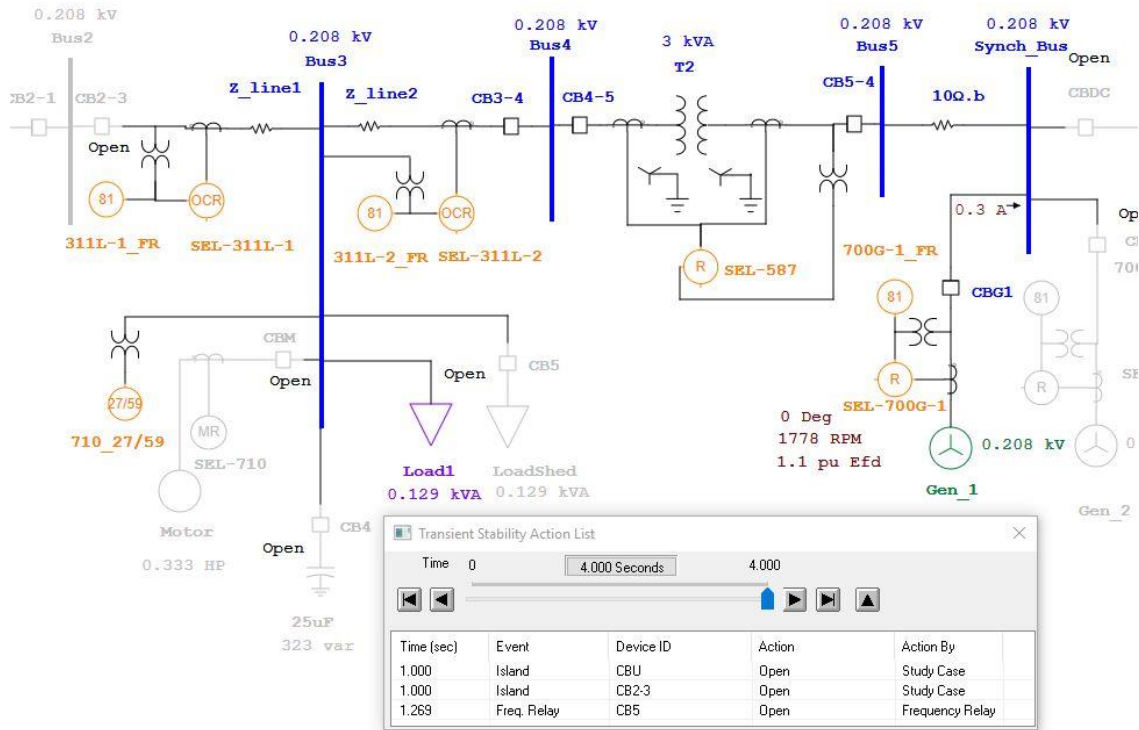 0.208 kV
Bus2
CB2-1
CB2-3
Open
0.208 kV
Bus3
Z_line1
Z_line2
CB3-4
0.208 kV
Bus4
CB4-5
3 kVA
T2
CB5-4
0.208 kV
Bus5
10Ω.b
0.208 kV
Synch_Bus
Open
CBDC
81
OCR
311L-1_FR
SEL-311L-1
81
OCR
311L-2_FR
SEL-311L-2
R
SEL-587
0.3 A
700G-1_FR
81
CBG1
R
SEL-700G-1
81
R
0 Deg
1778 RPM
1.1 pu Efd
0.208 kV
Gen_1
Gen_2
27/59
710_27/59
CBM
Open
MR
SEL-710
Motor
0.333 HP
Load1
0.129 kVA
Open
CB5
LoadShed
0.129 kVA
CB4
Open
25uF
323 var
Transient Stability Action List
Time 0 4.000 Seconds 4.000
Time (sec) Event Device ID Action Action By
1.000 Island CBU Open Study Case
1.000 Island CB2-3 Open Study Case
1.269 Freq. Relay CB5 Open Frequency Relay